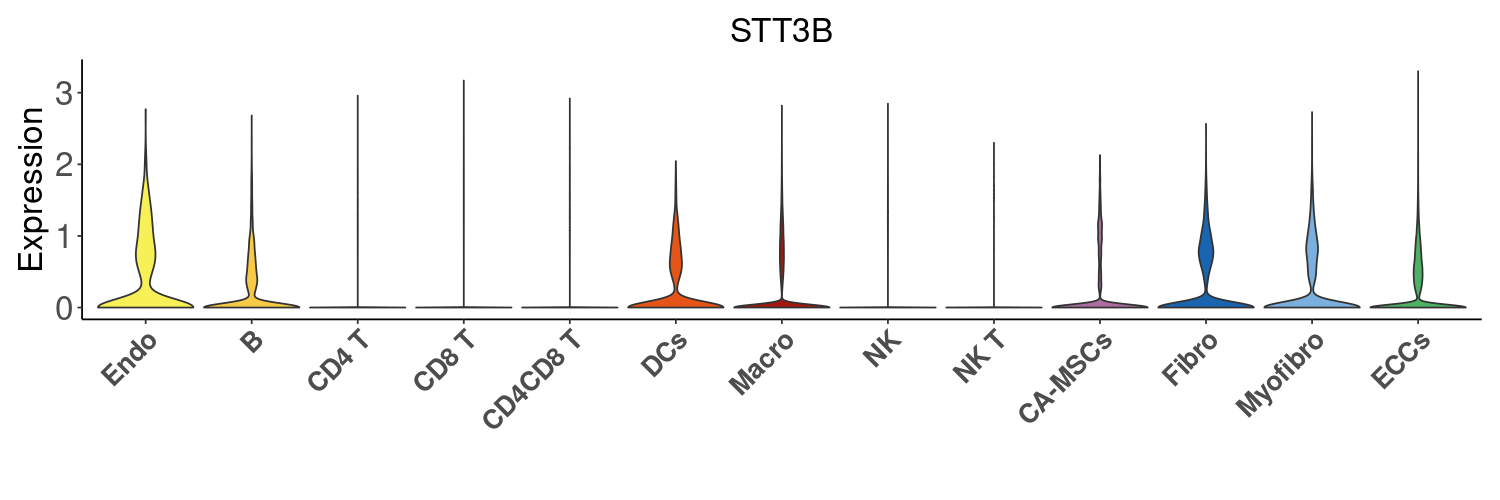 STT3B
Expression
3
2
1
0
Endo
B
CD4 T
CD8 T
CD4CD8 T
DCs
Macro
NK
NK T
CA-MSCs
Fibro
Myofibro
ECCs